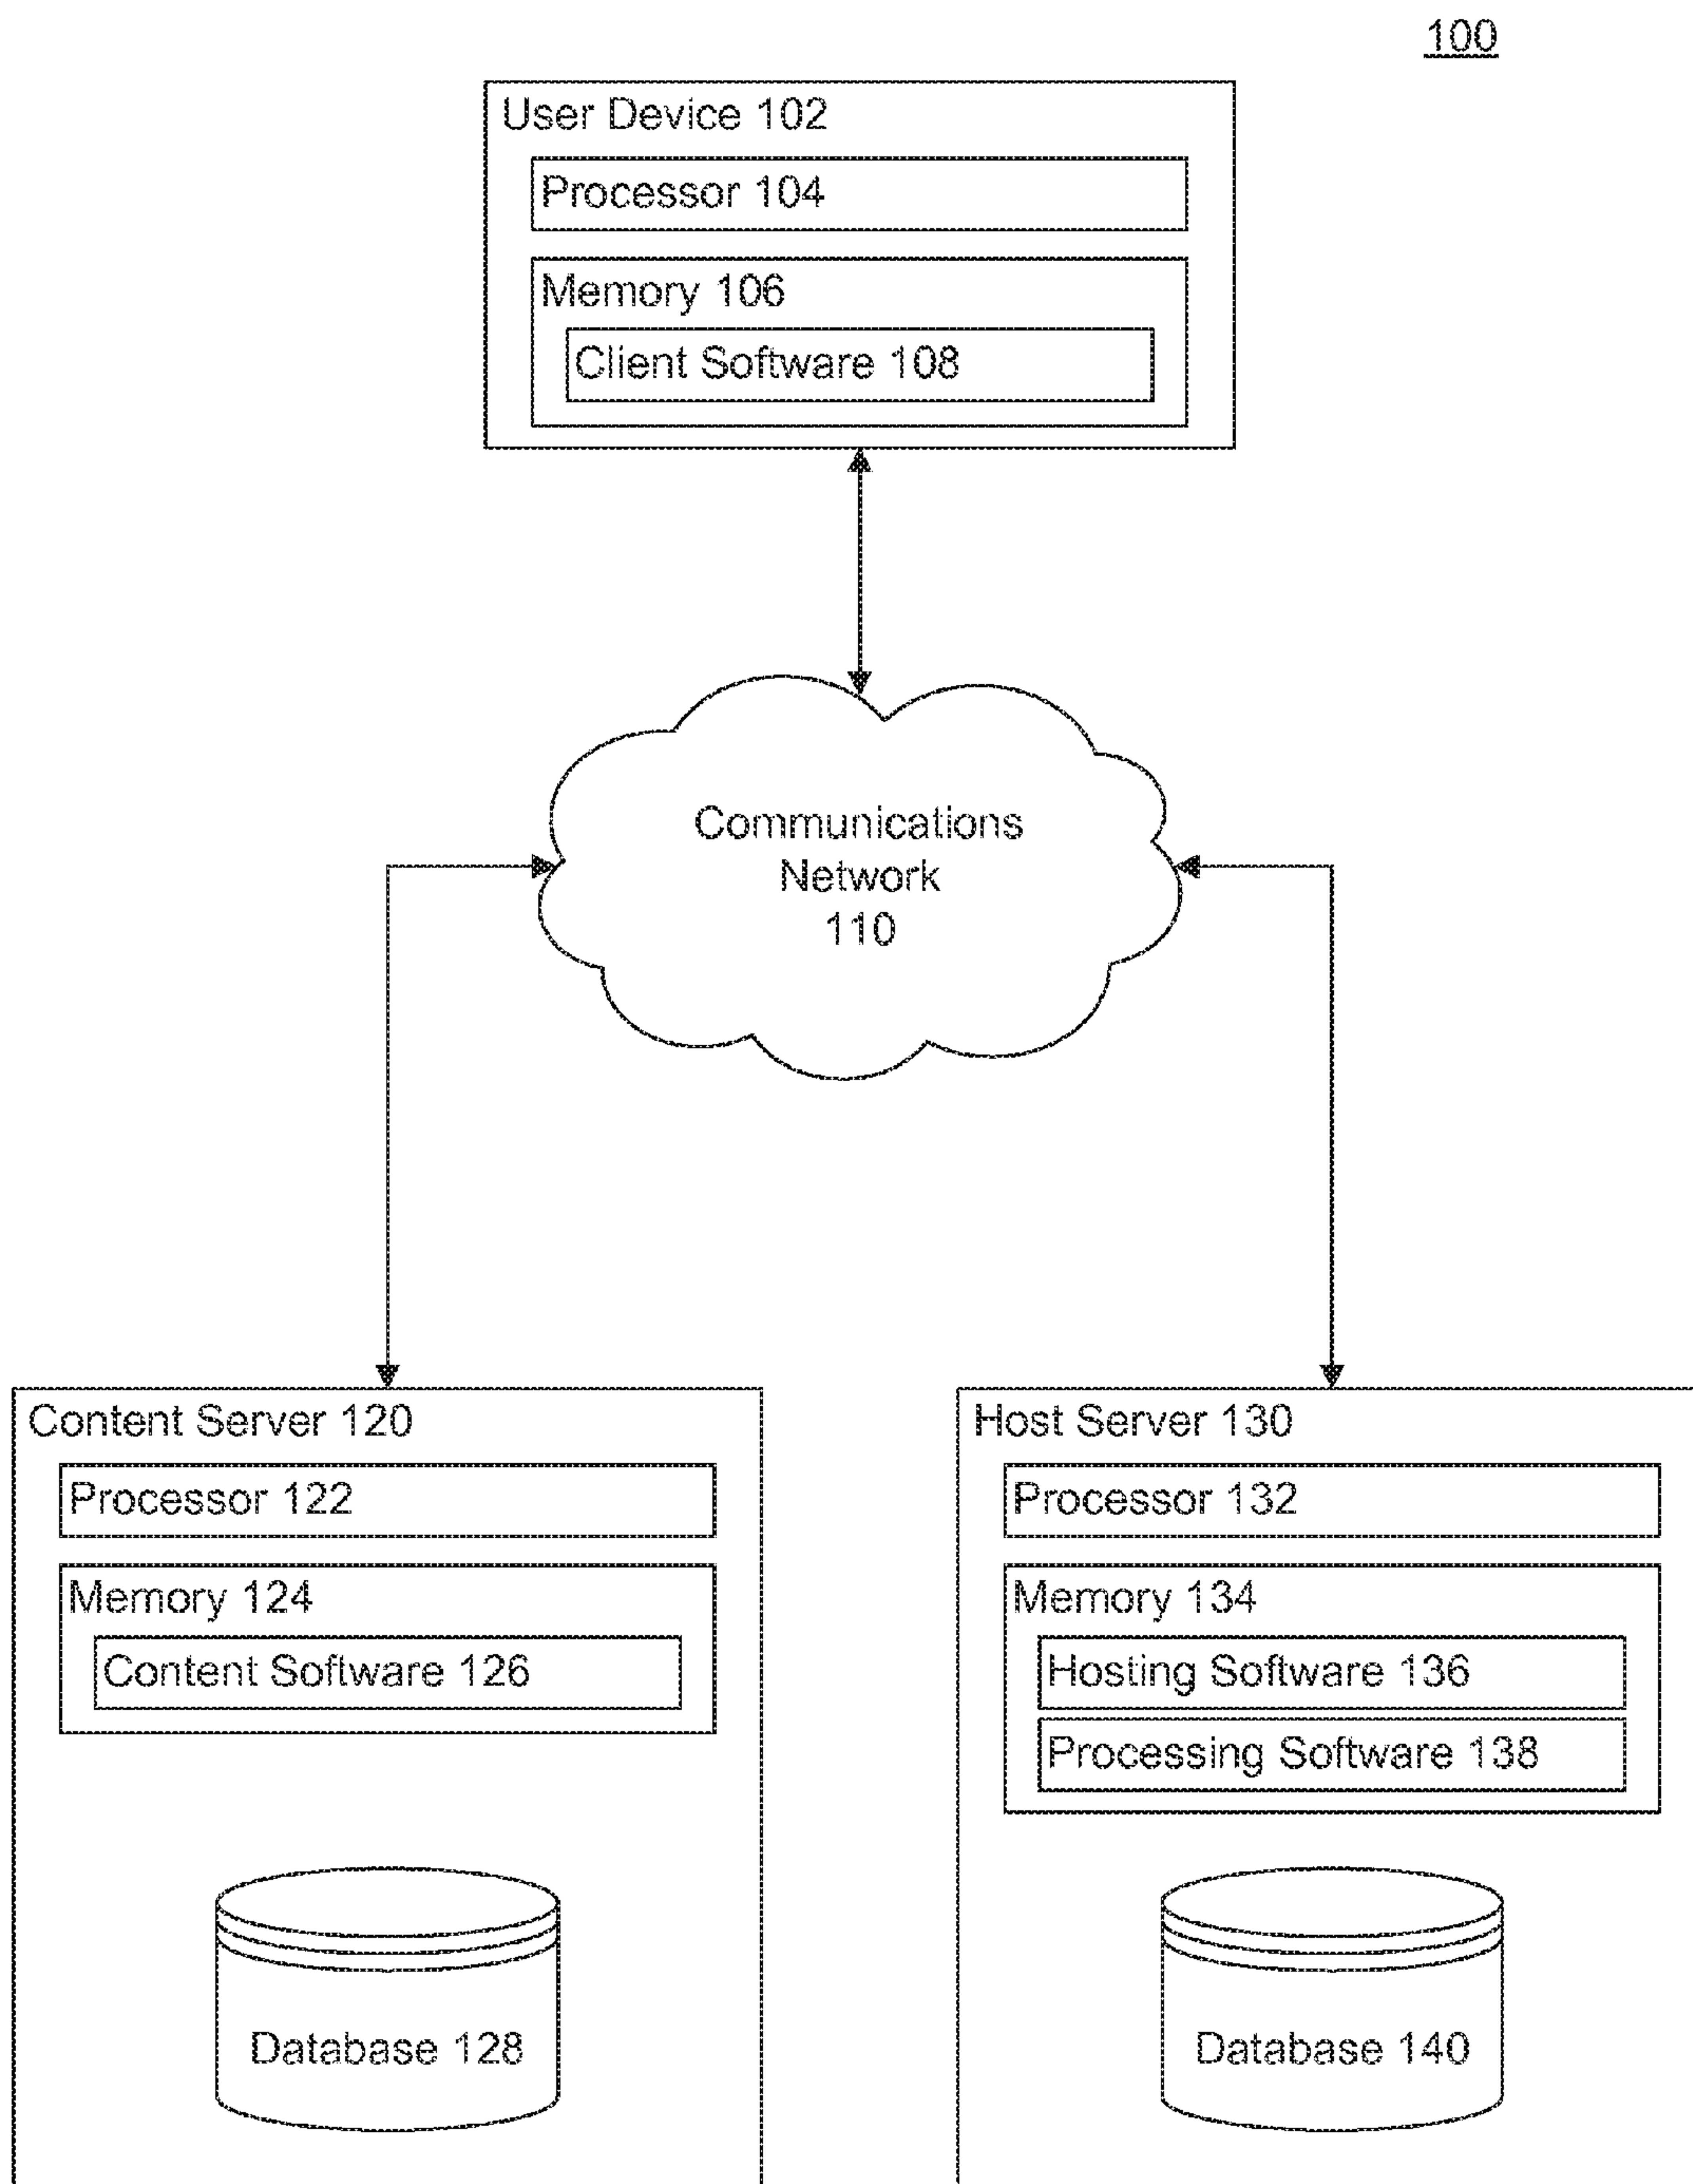 100
User Device 102
Processor 104
Memory 106
Client Software 108
Communications
Network
110
Content Server 120
Processor 122
Memory 124
Content Software 126
Database 128
Host Server 130
Processor 132
Memory 134
Hosting Software 136
Processing Software 138
Database 140